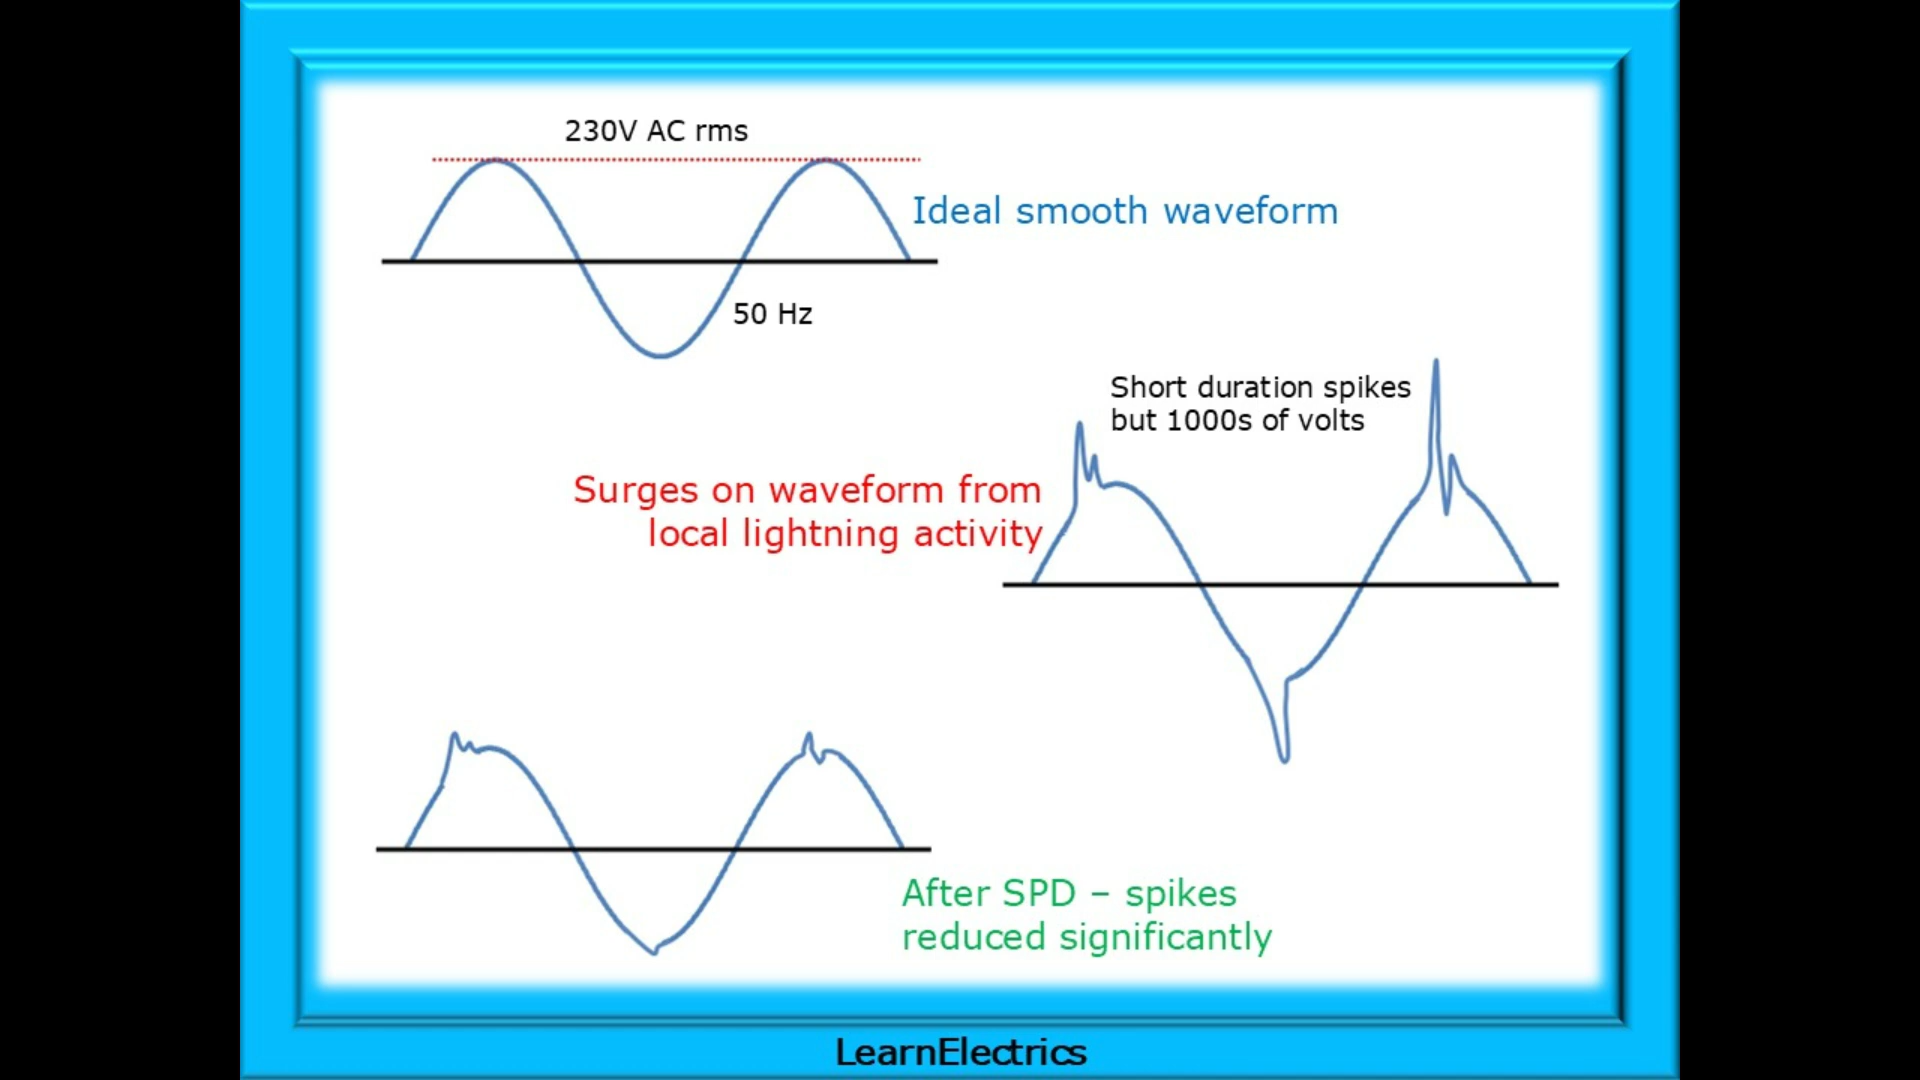 230V AC rms
Ideal smooth waveform
50 Hz
Short duration spikes
but 1000s of volts
Surges on waveform from
local lightning activity
After SPD – spikes
reduced significantly
LearnElectrics